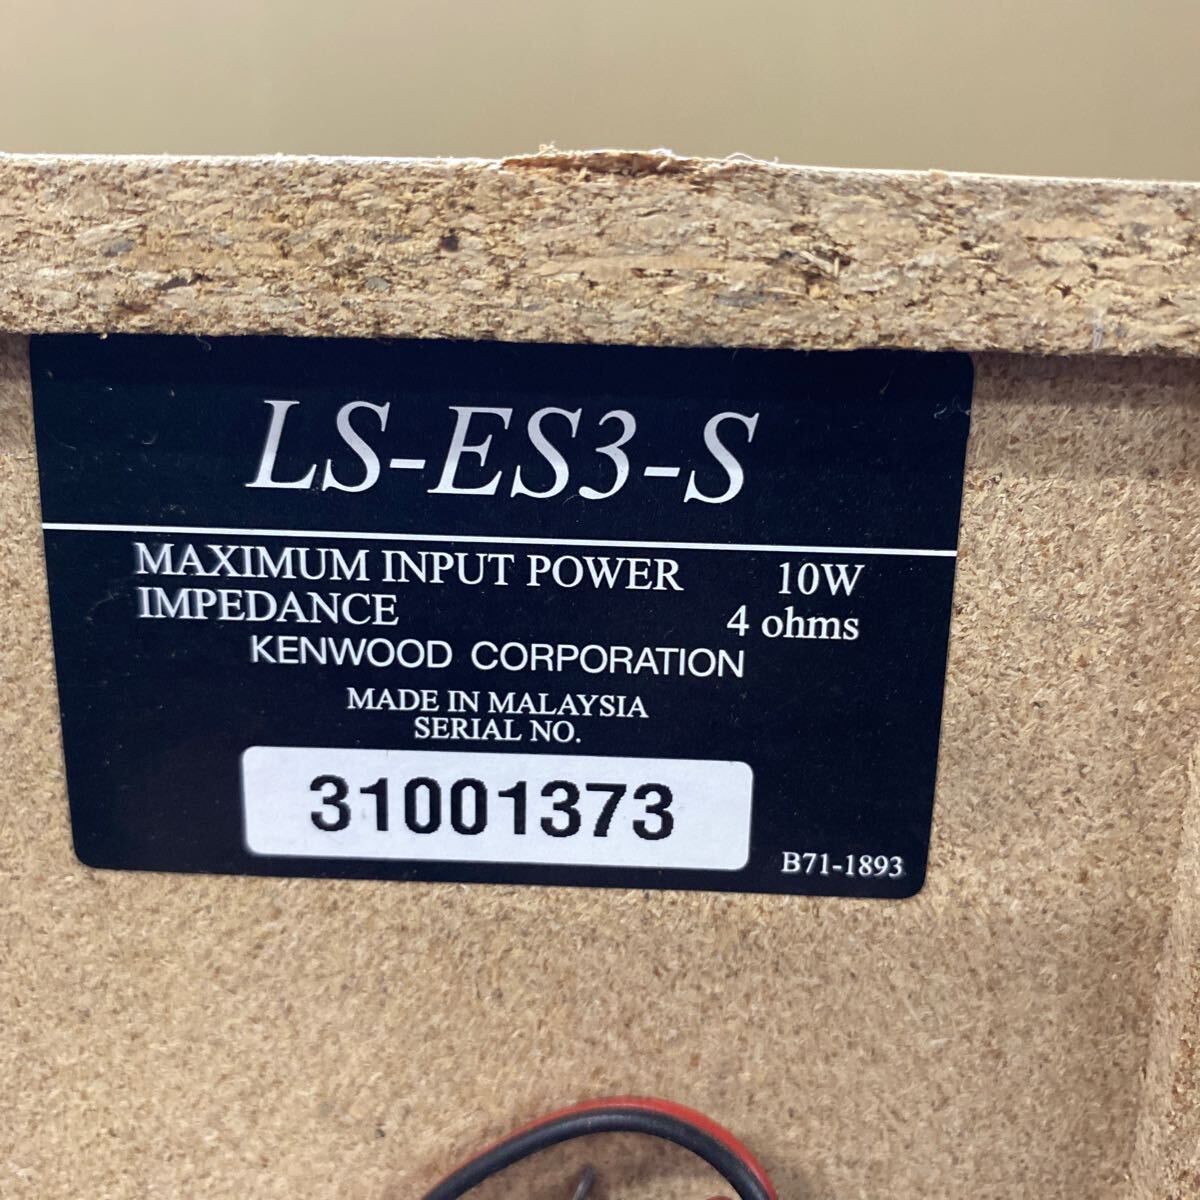 LS-ES3-S
MAXIMUM INPUT POWER 10W
IMPEDANCE 4 ohms
KENWOOD CORPORATION
MADE IN MALAYSIA
SERIAL NO.
31001373
B71-1893